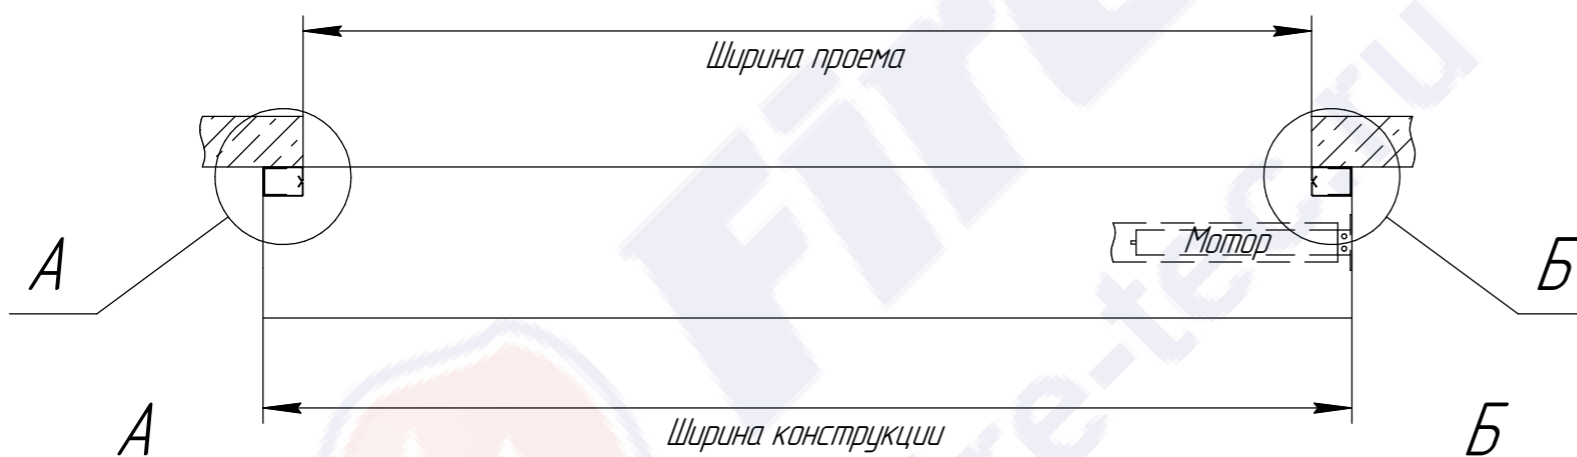 Ширина проема
Мотор
А
Б
Ширина конструкции
А
Б